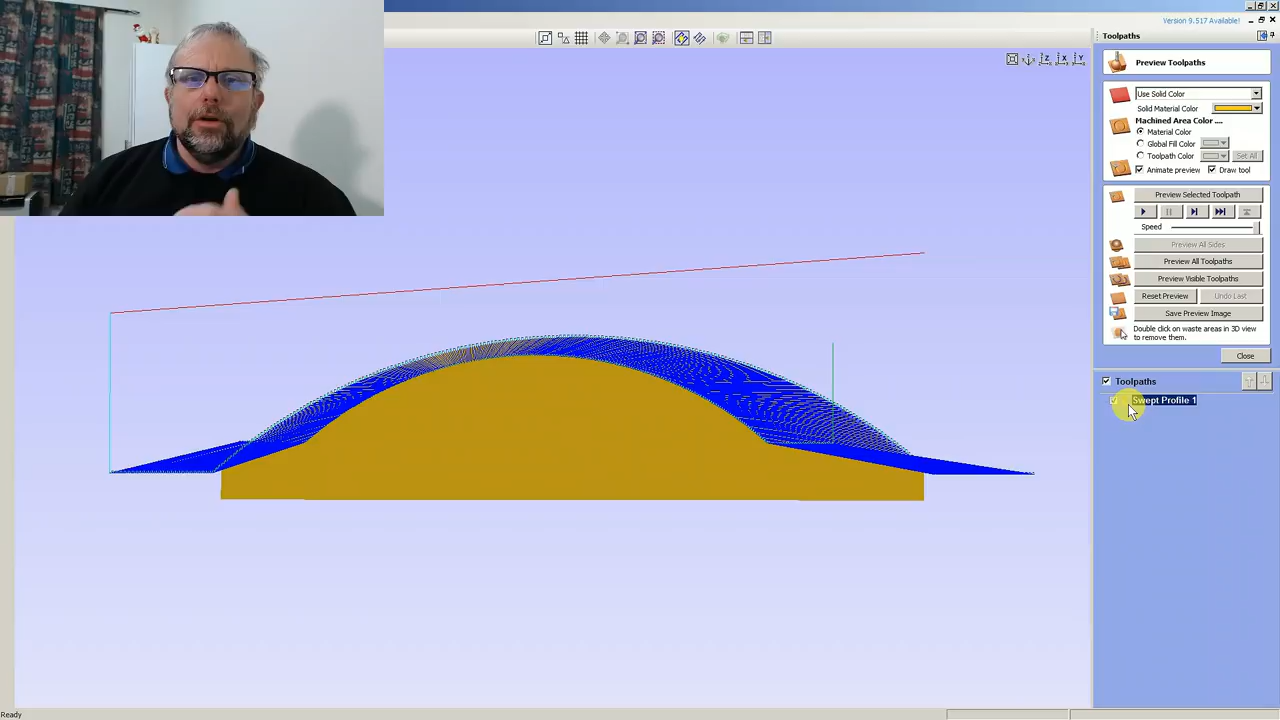 Version 9.517 Available!
Toolpaths
Preview Toolpaths
Use Solid Color
Solid Material Color
Machined Area Color ....
Material Color
Global Fill Color
Toolpath Color
Set All
Animate preview
Draw tool
Preview Selected Toolpath
Speed
Preview All Sides
Preview All Toolpaths
Preview Visible Toolpaths
Reset Preview
Undo Last
Save Preview Image
Double click on waste areas in 3D view
to remove them.
Close
Toolpaths
Swept Profile 1
Ready